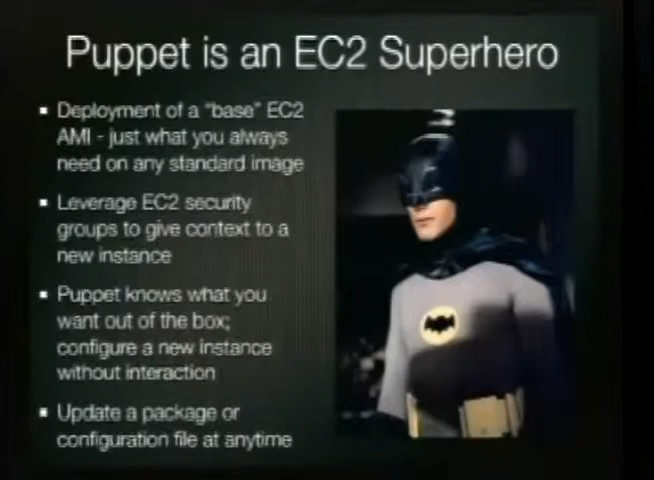 Puppet is an EC2 Superhero
Deployment of a "base" EC2
AMI - just what you always
need on any standard image
Leverage EC2 security
groups to give context to a
new instance
Puppet knows what you
want out of the box;
configure a new instance
without interaction
Update a package or
configuration file at anytime